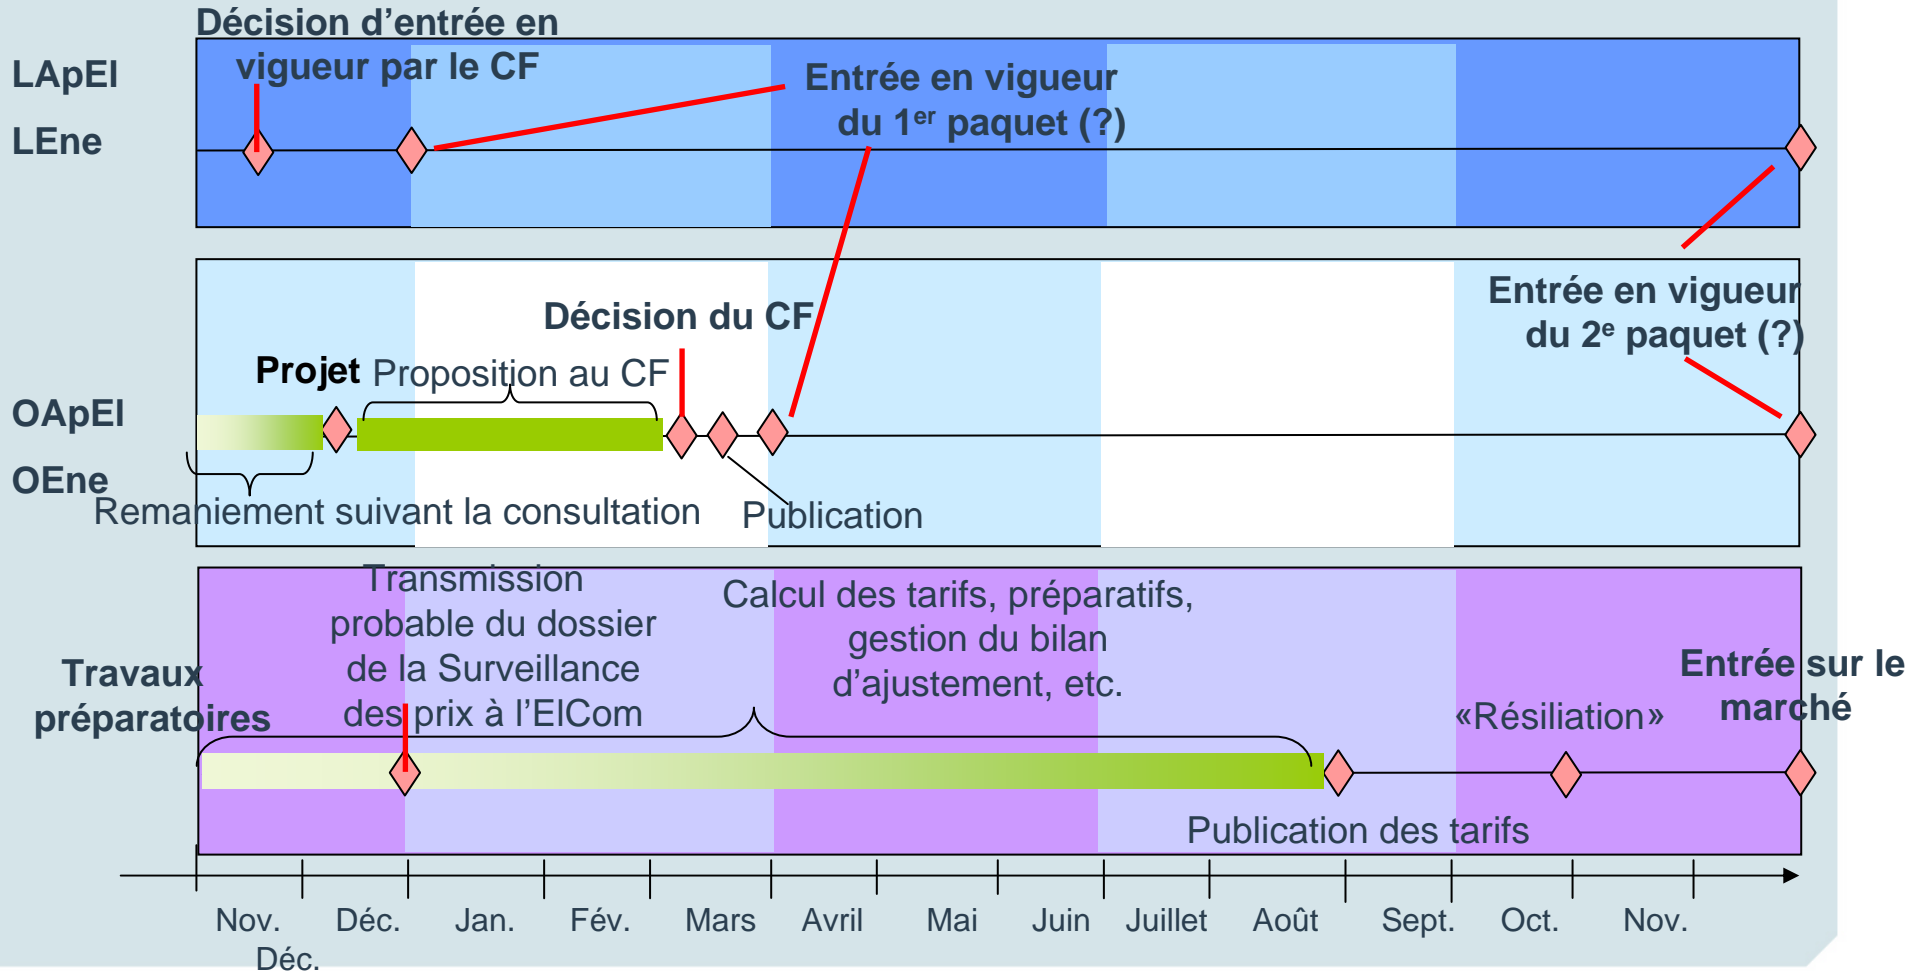 Décision d’entrée en
vigueur par le CF
LApEl
LEne
Entrée en vigueur
du 1er paquet (?)
Entrée en vigueur
du 2e paquet (?)
Décision du CF
Projet
Proposition au CF
OApEl
OEne
Remaniement suivant la consultation
Publication
Transmission
probable du dossier
de la Surveillance
des prix à l’ElCom
Calcul des tarifs, préparatifs,
gestion du bilan
d’ajustement, etc.
Travaux
préparatoires
Entrée sur le
marché
«Résiliation»
Publication des tarifs
Nov. Déc. Jan. Fév. Mars Avril Mai Juin Juillet Août Sept. Oct. Nov.
Déc.